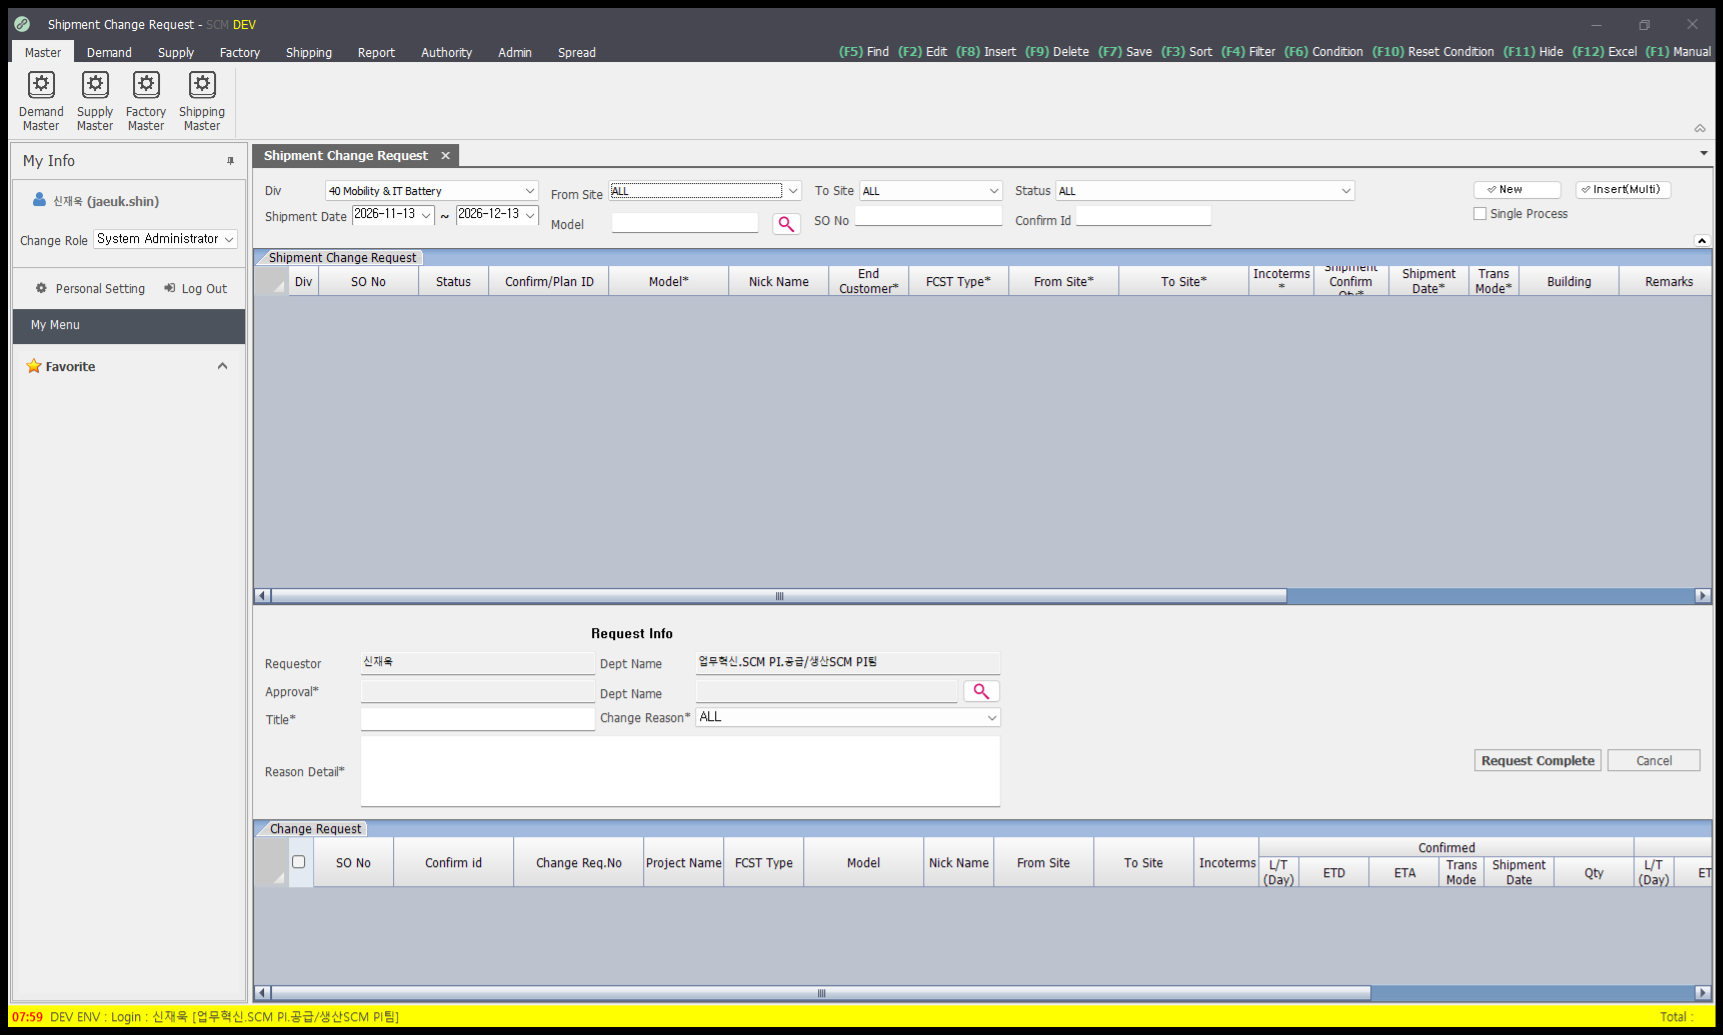 Shipment Change Request - SCM DEV
Master Demand Supply Factory Shipping Report Authority Admin Spread (F5) Find (F2) Edit (F8) Insert (F9) Delete (F7) Save (F3) Sort (F4) Filter (F6) Condition (F10) Reset Condition (F11) Hide (F12) Excel (F1) Manual
Demand Master
Supply Master
Factory Master
Shipping Master
My Info
신재욱 (jaeuk.shin)
Change Role System Administrator
Personal Setting Log Out
My Menu
Favorite
Shipment Change Request
Div 40 Mobility & IT Battery From Site ALL To Site ALL Status ALL New Insert(Multi)
Shipment Date 2026-11-13 ~ 2026-12-13 Model SO No Confirm Id Single Process
Shipment Change Request
Div SO No Status Confirm/Plan ID Model* Nick Name End Customer* FCST Type* From Site* To Site* Incoterms * Shipment Confirm Qty* Shipment Date* Trans Mode* Building Remarks
Request Info
Requestor 신재욱 Dept Name 업무혁신.SCM PI.공급/생산SCM PI팀
Approval* Dept Name
Title* Change Reason* ALL
Reason Detail*
Request Complete Cancel
Change Request
SO No Confirm id Change Req.No Project Name FCST Type Model Nick Name From Site To Site Incoterms
Confirmed
L/T (Day) ETD ETA Trans Mode Shipment Date Qty L/T (Day) ET
07:59 DEV ENV : Login : 신재욱 [업무혁신.SCM PI.공급/생산SCM PI팀] Total :